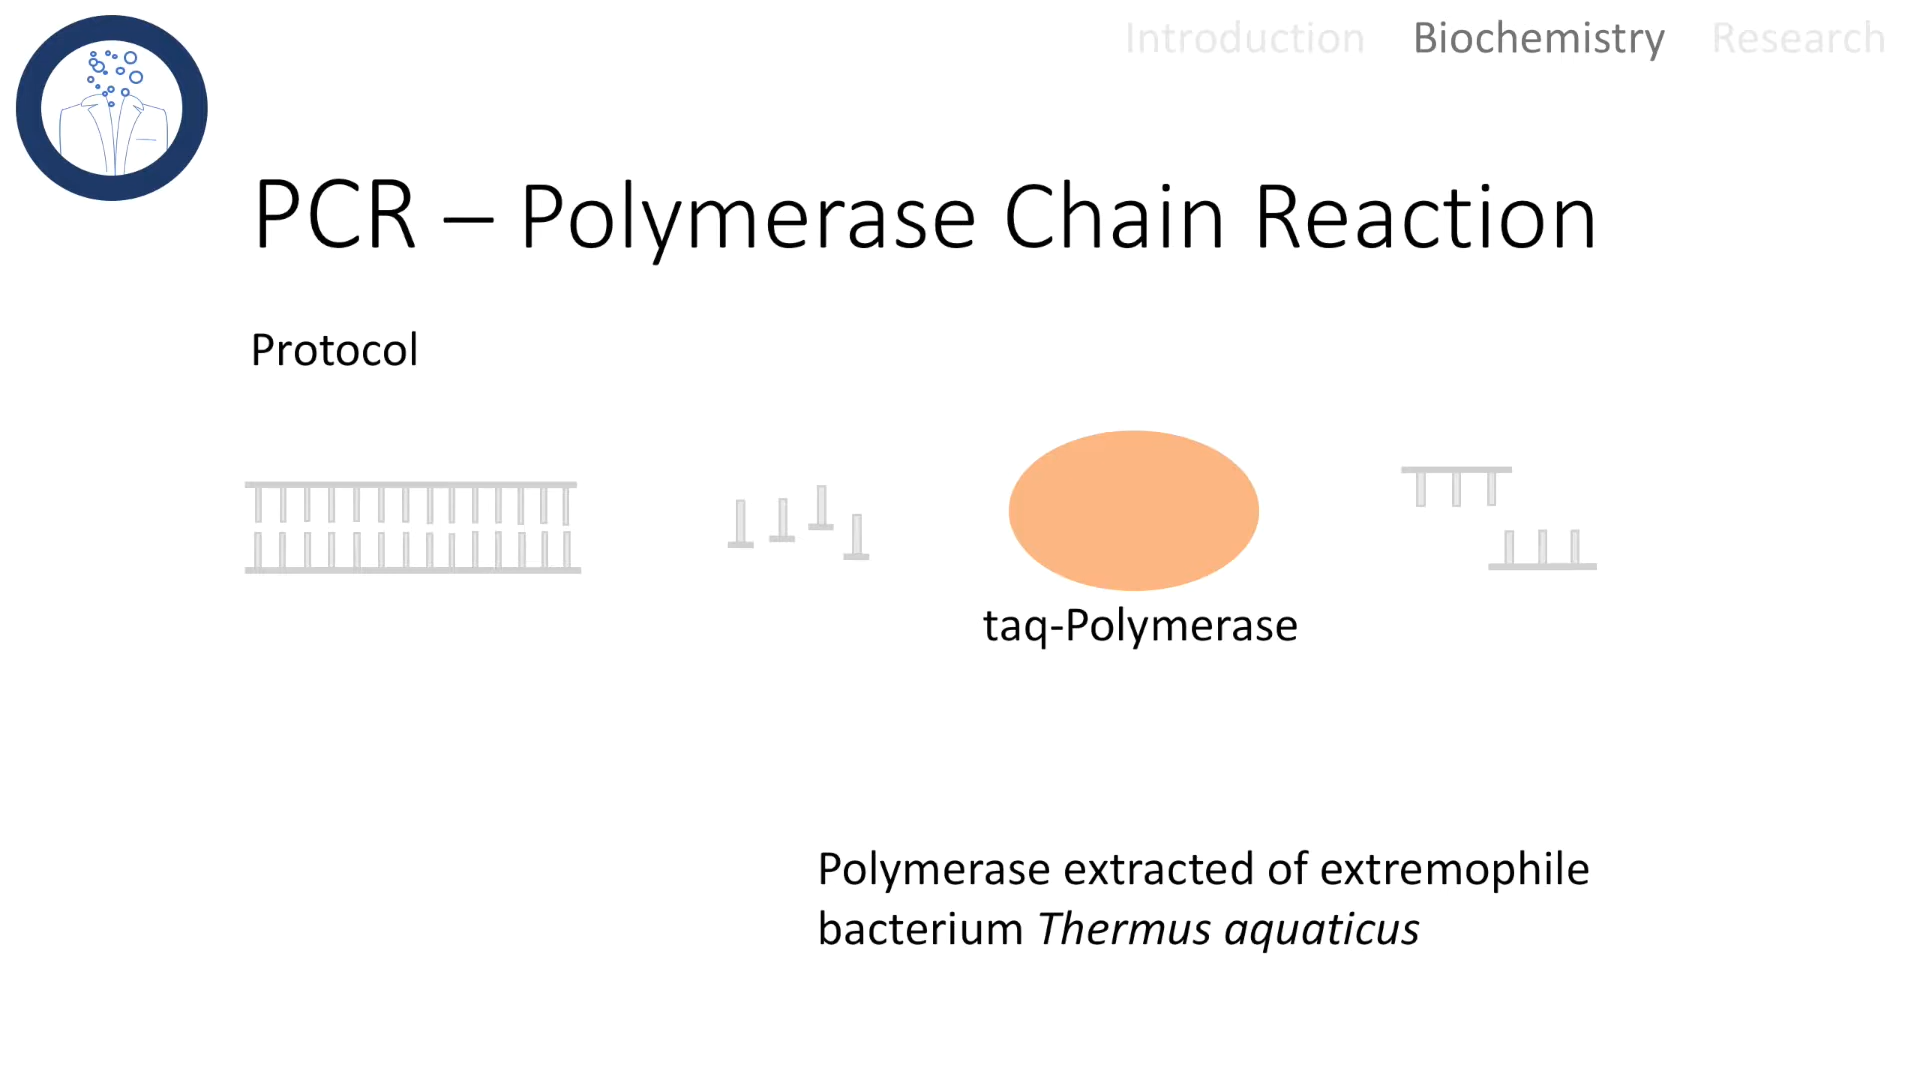 Introduction Biochemistry Research
PCR – Polymerase Chain Reaction
Protocol
taq-Polymerase
Polymerase extracted of extremophile
bacterium Thermus aquaticus